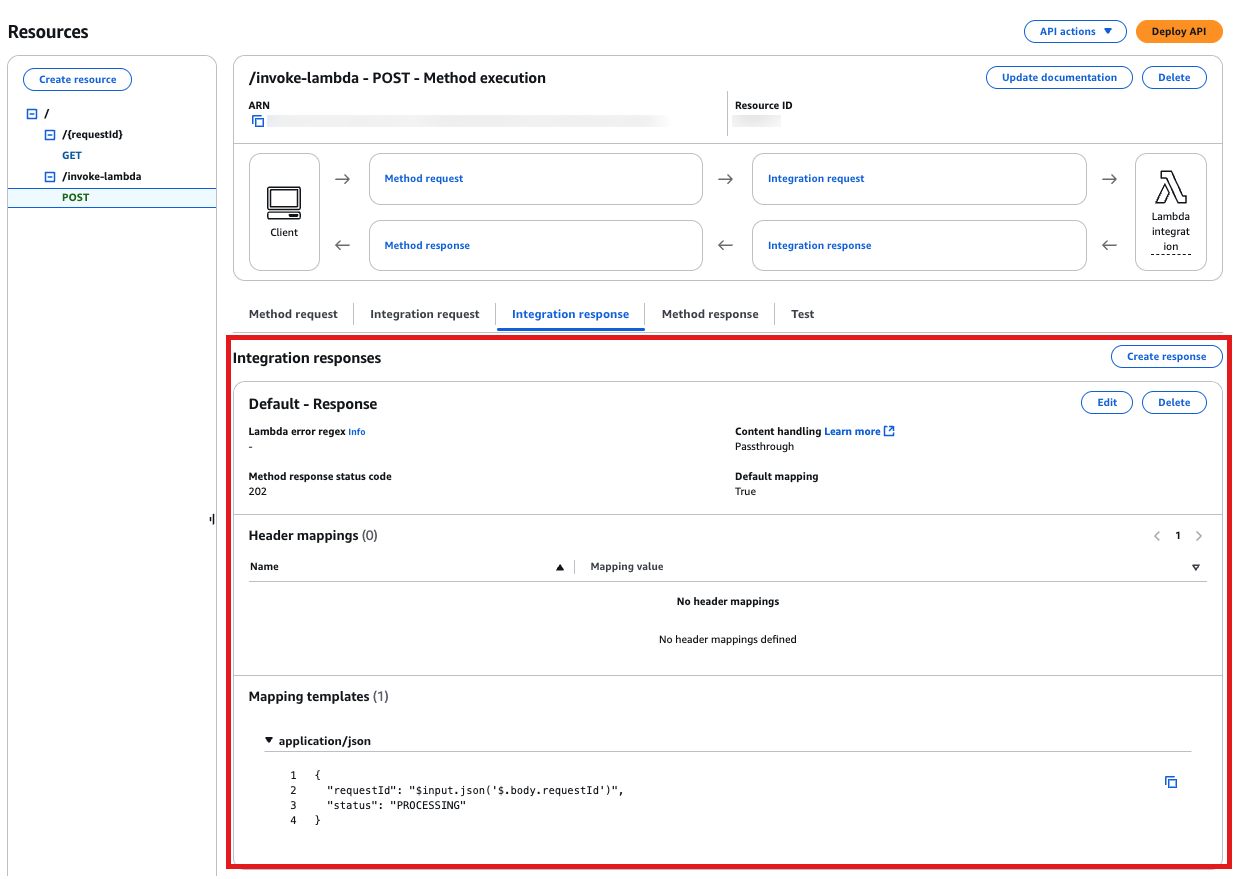 Resources
API actions
Deploy API
Create resource
/
/{requestId}
GET
/invoke-lambda
POST
/invoke-lambda - POST - Method execution
Update documentation
Delete
ARN
Resource ID
Client
Method request
Integration request
Method response
Integration response
Lambda
integrat
ion
Method request
Integration request
Integration response
Method response
Test
Integration responses
Create response
Default - Response
Edit
Delete
Lambda error regex Info
-
Content handling Learn more
Passthrough
Method response status code
202
Default mapping
True
Header mappings (0)
1
Name
Mapping value
No header mappings
No header mappings defined
Mapping templates (1)
application/json
1 {
2 "requestId": "$input.json('$.body.requestId')",
3 "status": "PROCESSING"
4 }